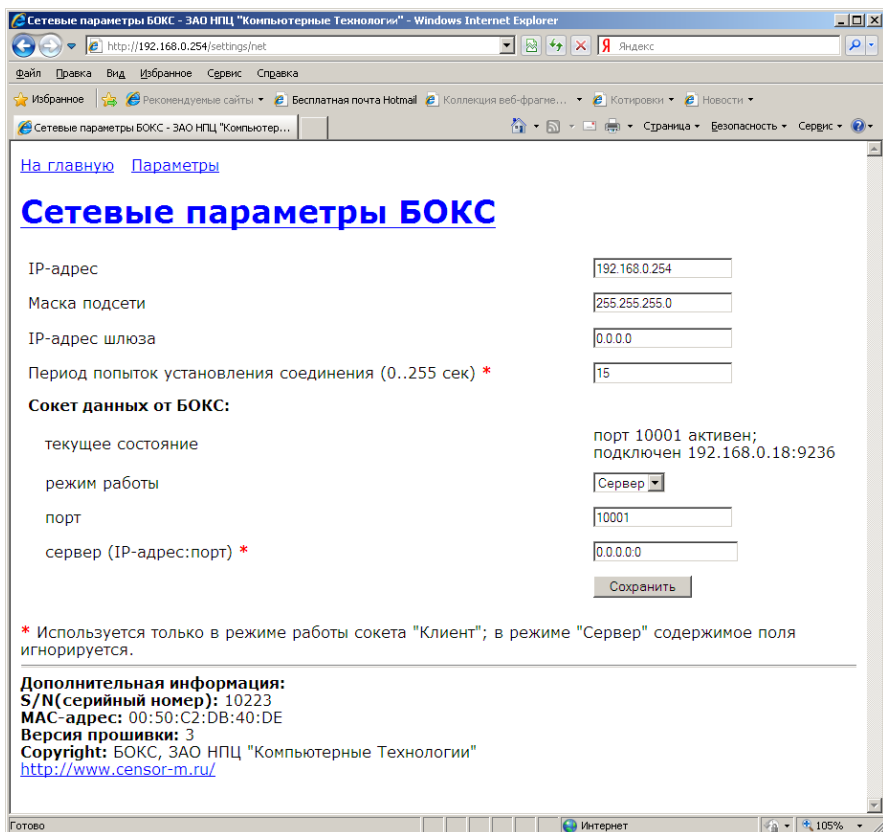 Сетевые параметры БОКС - ЗАО НПЦ "Компьютерные Технологии" - Windows Internet Explorer
http://192.168.0.254/settings/net
Яндекс
Файл Правка Вид Избранное Сервис Справка
Избранное Рекомендуемые сайты Бесплатная почта Hotmail Коллекция веб-фрагме... Котировки Новости
Сетевые параметры БОКС - ЗАО НПЦ "Компьютер... Страница Безопасность Сервис
На главную Параметры
Сетевые параметры БОКС
IP-адрес 192.168.0.254
Маска подсети 255.255.255.0
IP-адрес шлюза 0.0.0.0
Период попыток установления соединения (0..255 сек) * 15
Сокет данных от БОКС:
текущее состояние порт 10001 активен;
подключен 192.168.0.18:9236
режим работы Сервер
порт 10001
сервер (IP-адрес:порт) * 0.0.0.0:0
Сохранить
* Используется только в режиме работы сокета "Клиент"; в режиме "Сервер" содержимое поля
игнорируется.
Дополнительная информация:
S/N(серийный номер): 10223
MAC-адрес: 00:50:C2:DB:40:DE
Версия прошивки: 3
Copyright: БОКС, ЗАО НПЦ "Компьютерные Технологии"
http://www.censor-m.ru/
Готово Интернет 105%